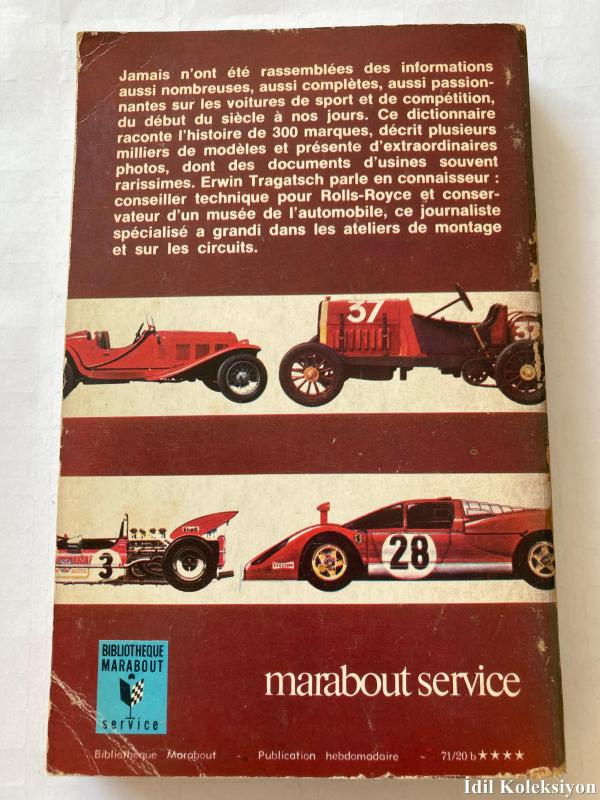 Jamais n'ont été rassemblées des informations
aussi nombreuses, aussi complètes, aussi passion-
nantes sur les voitures de sport et de compétition,
du début du siècle à nos jours. Ce dictionnaire
raconte l'histoire de 300 marques, décrit plusieurs
milliers de modèles et présente d'extraordinaires
photos, dont des documents d'usines souvent
rarissimes. Erwin Tragatsch parle en connaisseur :
conseiller technique pour Rolls-Royce et conser-
vateur d'un musée de l'automobile, ce journaliste
spécialisé a grandi dans les ateliers de montage
et sur les circuits.
37
37
3
28
BIBLIOTHEQUE
MARABOUT
service
marabout service
Bibliothèque Marabout - Publication hebdomadaire - 71/20 b ★★★★
İdil Koleksiyon